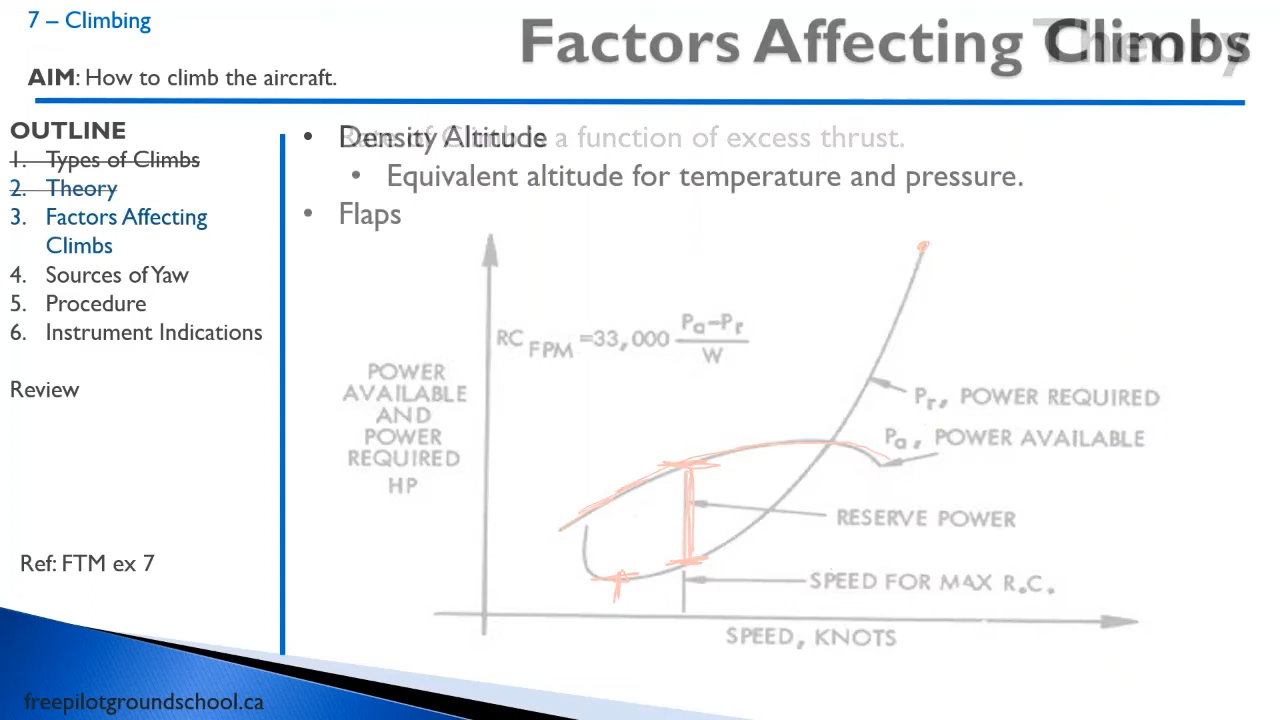 7 – Climbing
Factors Affecting Climbs
Theory
AIM: How to climb the aircraft.
OUTLINE
1. Types of Climbs
2. Theory
3. Factors Affecting
Climbs
4. Sources of Yaw
5. Procedure
6. Instrument Indications
Review
Ref: FTM ex 7
freepilotgroundschool.ca
• Density Altitude
Rate of Climb is a function of excess thrust.
• Equivalent altitude for temperature and pressure.
• Flaps
RC FPM =33,000 Pa-Pr
W
POWER
AVAILABLE
AND
POWER
REQUIRED
HP
Pr, POWER REQUIRED
Pa, POWER AVAILABLE
RESERVE POWER
SPEED FOR MAX R.C.
SPEED, KNOTS